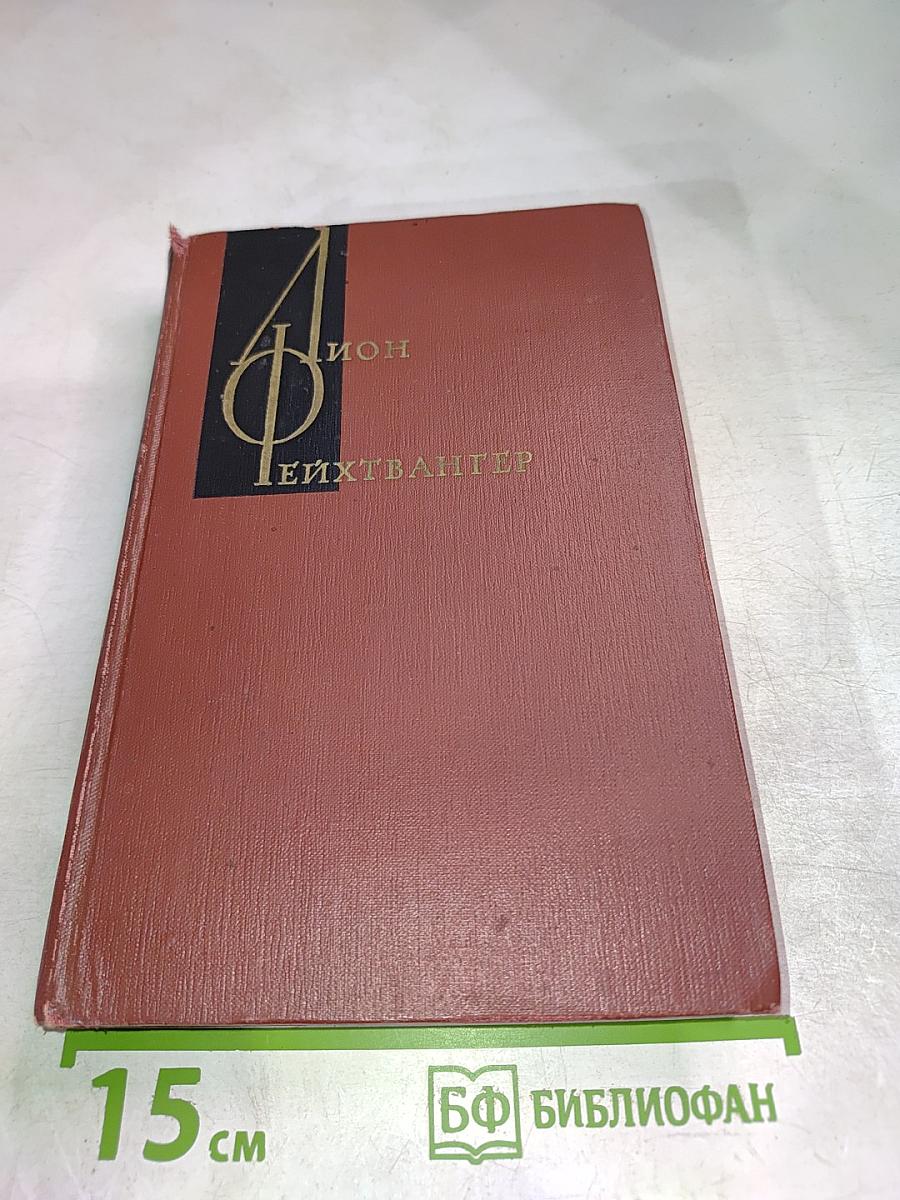 Лион
Фейхтвангер
15 см
БФ БИБЛИОФАН